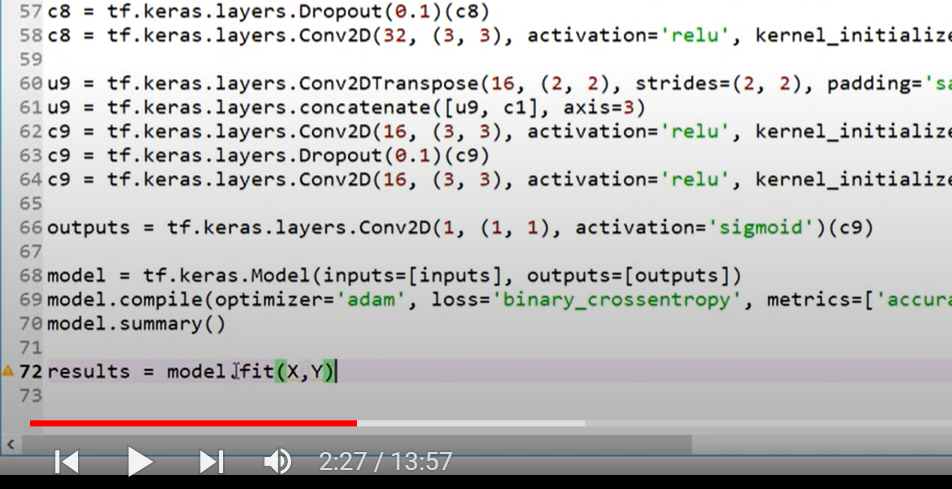 57 c8 = tf.keras.layers.Dropout(0.1)(c8)
58 c8 = tf.keras.layers.Conv2D(32, (3, 3), activation='relu', kernel_initialize
59
60 u9 = tf.keras.layers.Conv2DTranspose(16, (2, 2), strides=(2, 2), padding='sa
61 u9 = tf.keras.layers.concatenate([u9, c1], axis=3)
62 c9 = tf.keras.layers.Conv2D(16, (3, 3), activation='relu', kernel_initialize
63 c9 = tf.keras.layers.Dropout(0.1)(c9)
64 c9 = tf.keras.layers.Conv2D(16, (3, 3), activation='relu', kernel_initialize
65
66 outputs = tf.keras.layers.Conv2D(1, (1, 1), activation='sigmoid')(c9)
67
68 model = tf.keras.Model(inputs=[inputs], outputs=[outputs])
69 model.compile(optimizer='adam', loss='binary_crossentropy', metrics=['accura
70 model.summary()
71
72 results = model.fit(X,Y)
73
2:27 / 13:57